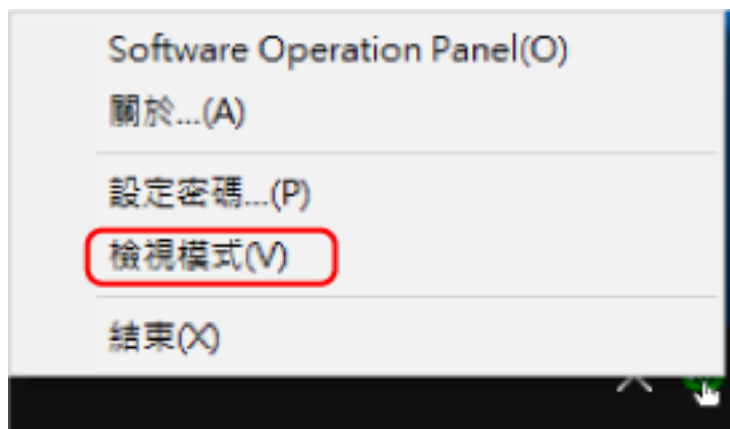 Software Operation Panel(O)
關於...(A)
設定密碼...(P)
檢視模式(V)
結束(X)